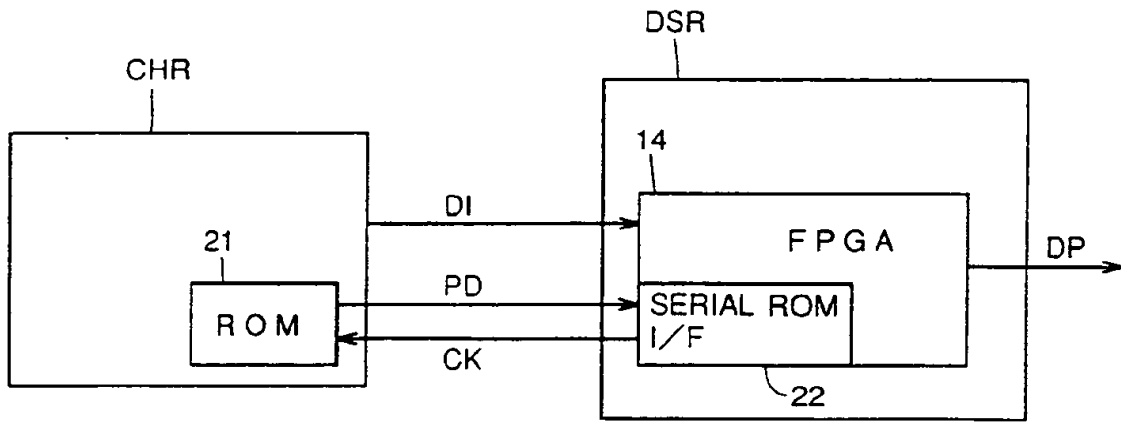 CHR
DSR
14
DI
FPGA
21
DP
PD
ROM
SERIAL ROM
I/F
CK
22